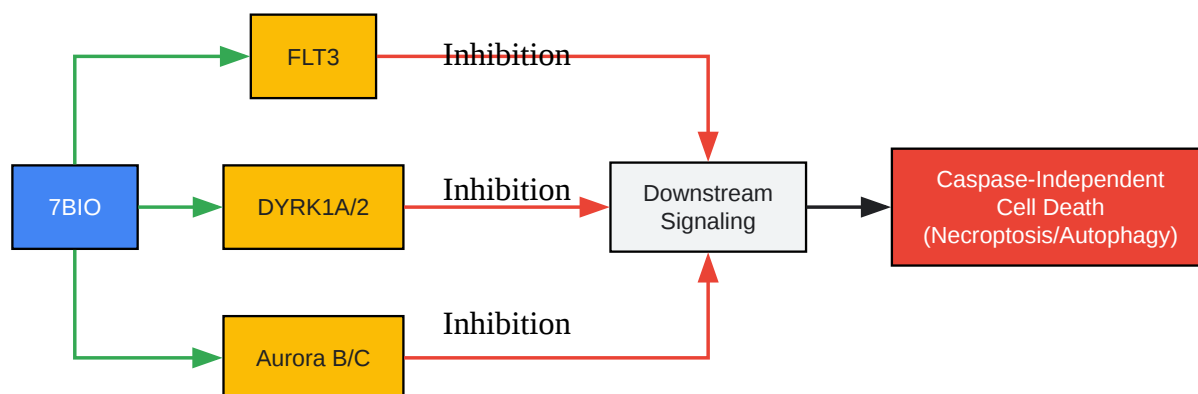 FLT3
Inhibition
7BIO
DYRK1A/2
Inhibition
Downstream
Signaling
Caspase-Independent
Cell Death
(Necroptosis/Autophagy)
Aurora B/C
Inhibition